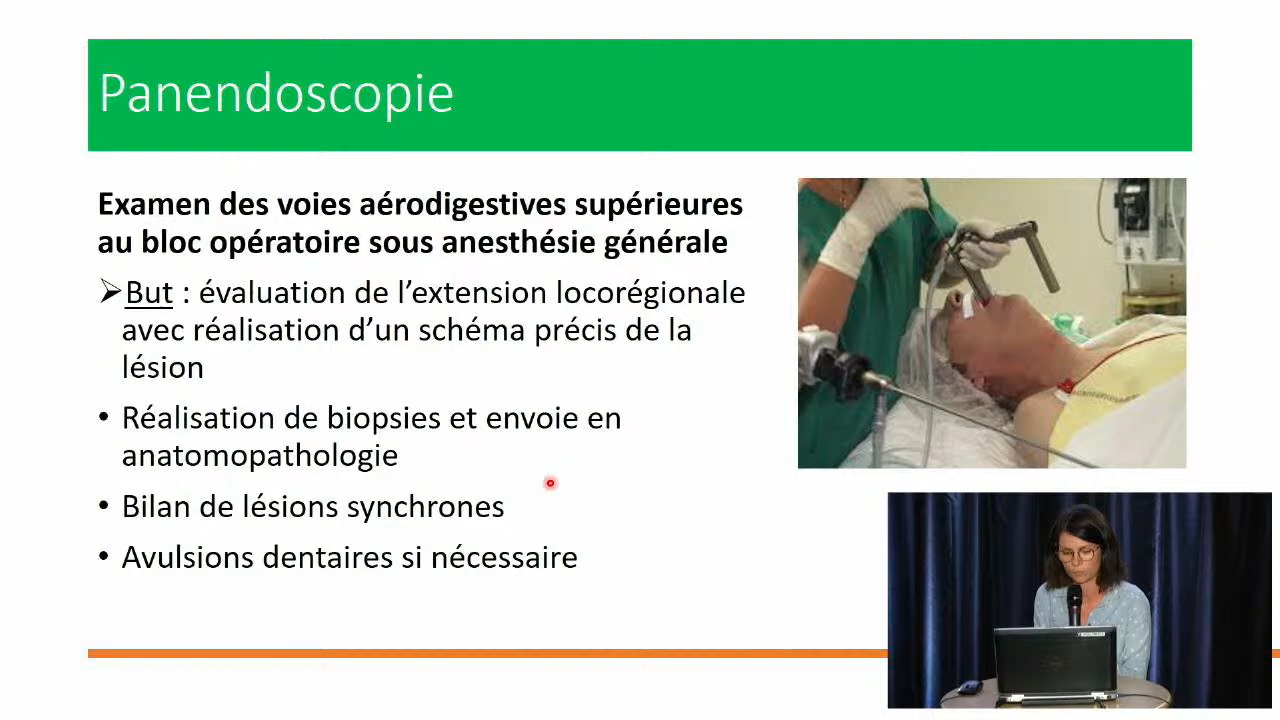 Panendoscopie
Examen des voies aérodigestives supérieures
au bloc opératoire sous anesthésie générale
➢But : évaluation de l’extension locorégionale
avec réalisation d’un schéma précis de la
lésion
• Réalisation de biopsies et envoie en
anatomopathologie
• Bilan de lésions synchrones
• Avulsions dentaires si nécessaire